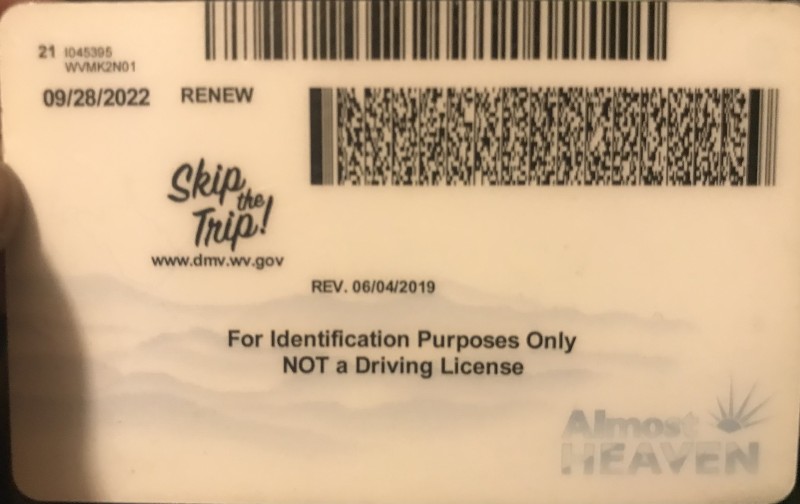 21 I045395
WVMK2N01
09/28/2022 RENEW
Skip
the
Trip!
www.dmv.wv.gov
REV. 06/04/2019
For Identification Purposes Only
NOT a Driving License
Almost
HEAVEN